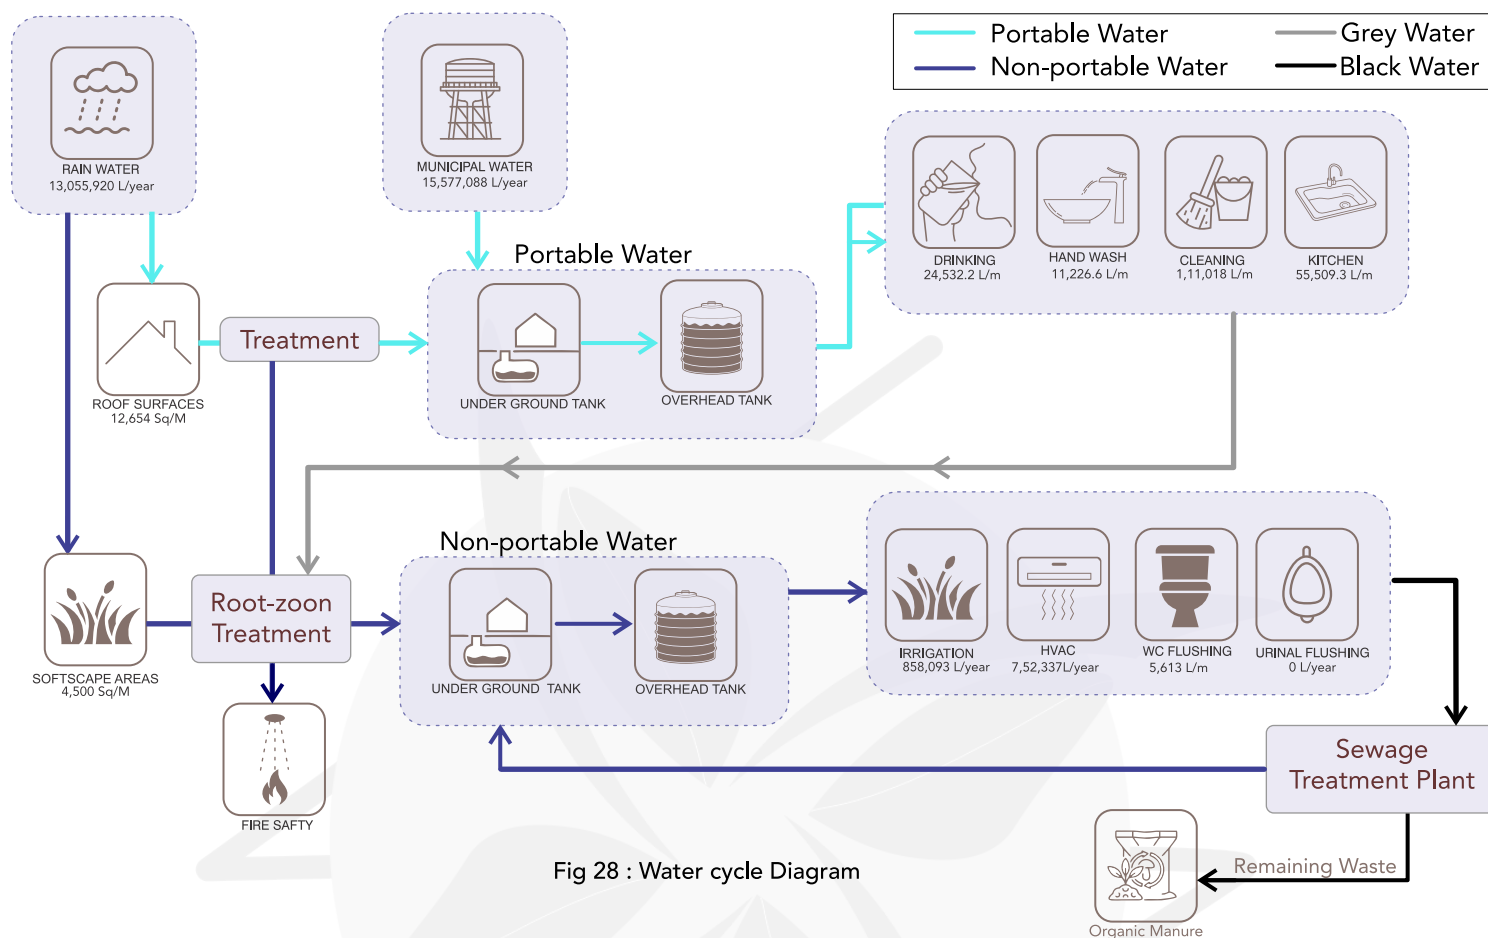 Portable Water
Grey Water
Non-portable Water
Black Water
RAIN WATER
13,055,920 L/year
MUNICIPAL WATER
15,577,088 L/year
DRINKING
24,532.2 L/m
HAND WASH
11,226.6 L/m
CLEANING
1,11,018 L/m
KITCHEN
55,509.3 L/m
Portable Water
Treatment
ROOF SURFACES
12,654 Sq/M
UNDER GROUND TANK
OVERHEAD TANK
Non-portable Water
Root-zoon
Treatment
SOFTSCAPE AREAS
4,500 Sq/M
UNDER GROUND TANK
OVERHEAD TANK
IRRIGATION
858,093 L/year
HVAC
7,52,337L/year
WC FLUSHING
5,613 L/m
URINAL FLUSHING
0 L/year
FIRE SAFTY
Sewage
Treatment Plant
Remaining Waste
Organic Manure
Fig 28 : Water cycle Diagram